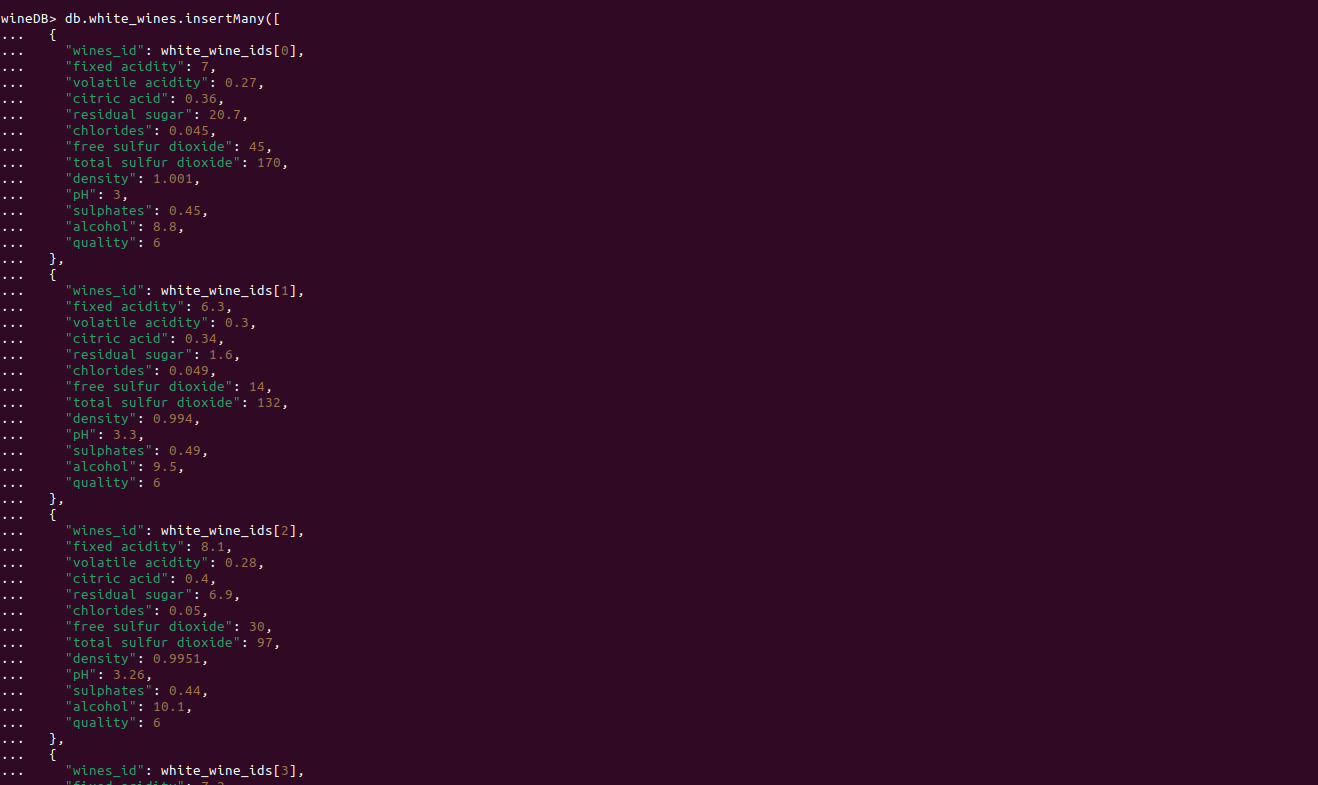 wineDB> db.white_wines.insertMany([
...   {
...     "wines_id": white_wine_ids[0],
...     "fixed acidity": 7,
...     "volatile acidity": 0.27,
...     "citric acid": 0.36,
...     "residual sugar": 20.7,
...     "chlorides": 0.045,
...     "free sulfur dioxide": 45,
...     "total sulfur dioxide": 170,
...     "density": 1.001,
...     "pH": 3,
...     "sulphates": 0.45,
...     "alcohol": 8.8,
...     "quality": 6
...   },
...   {
...     "wines_id": white_wine_ids[1],
...     "fixed acidity": 6.3,
...     "volatile acidity": 0.3,
...     "citric acid": 0.34,
...     "residual sugar": 1.6,
...     "chlorides": 0.049,
...     "free sulfur dioxide": 14,
...     "total sulfur dioxide": 132,
...     "density": 0.994,
...     "pH": 3.3,
...     "sulphates": 0.49,
...     "alcohol": 9.5,
...     "quality": 6
...   },
...   {
...     "wines_id": white_wine_ids[2],
...     "fixed acidity": 8.1,
...     "volatile acidity": 0.28,
...     "citric acid": 0.4,
...     "residual sugar": 6.9,
...     "chlorides": 0.05,
...     "free sulfur dioxide": 30,
...     "total sulfur dioxide": 97,
...     "density": 0.9951,
...     "pH": 3.26,
...     "sulphates": 0.44,
...     "alcohol": 10.1,
...     "quality": 6
...   },
...   {
...     "wines_id": white_wine_ids[3],